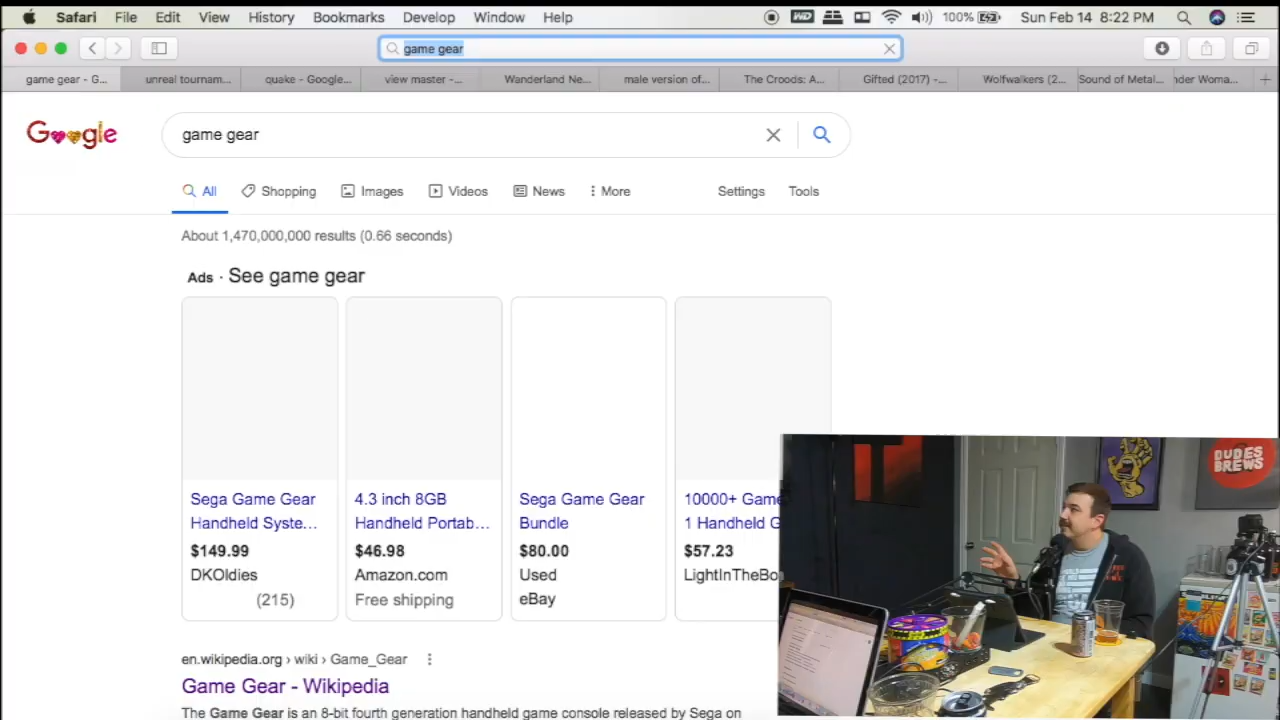 Safari File Edit View History Bookmarks Develop Window Help WD 100% Sun Feb 14 8:22 PM
game gear
game gear - G... unreal tournam... quake - Google... view master -... Wanderland Ne... male version of... The Croods: A... Gifted (2017) -... Wolfwalkers (2... Sound of Metal... nder Woma...
Google game gear
All Shopping Images Videos News More Settings Tools
About 1,470,000,000 results (0.66 seconds)
Ads · See game gear
Sega Game Gear
Handheld Syste...
$149.99
DKOldies
(215)
4.3 inch 8GB
Handheld Portab...
$46.98
Amazon.com
Free shipping
Sega Game Gear
Bundle
$80.00
Used
eBay
10000+ Game
1 Handheld G
$57.23
LightInTheBo
en.wikipedia.org › wiki › Game_Gear
Game Gear - Wikipedia
The Game Gear is an 8-bit fourth generation handheld game console released by Sega on
DUDES
BREWS